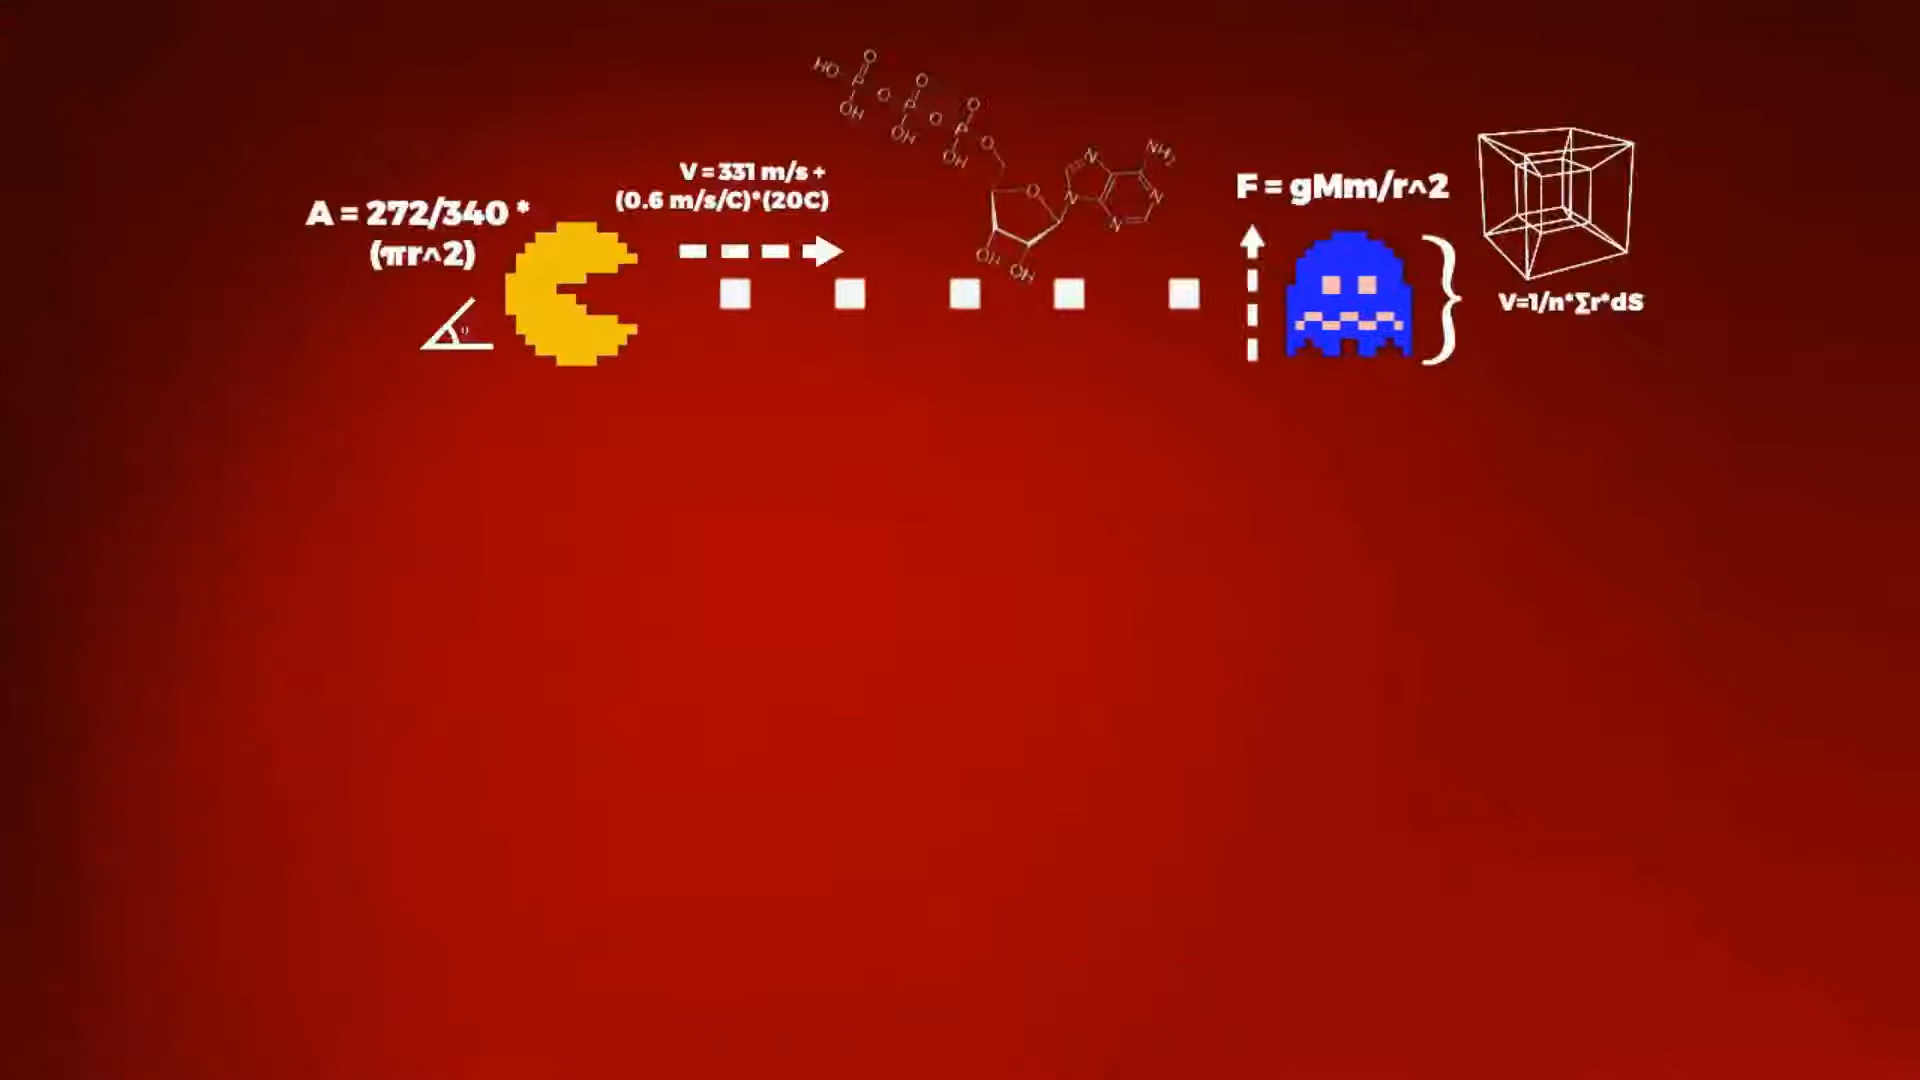 HO
O
P
OH
O
O
P
OH
O
O
P
OH
O
O
N
N
NH2
N
N
OH
OH
A = 272/340 *
(πr^2)
θ
V = 331 m/s +
(0.6 m/s/C)*(20C)
F = gMm/r^2
V=1/n*∑r*dS